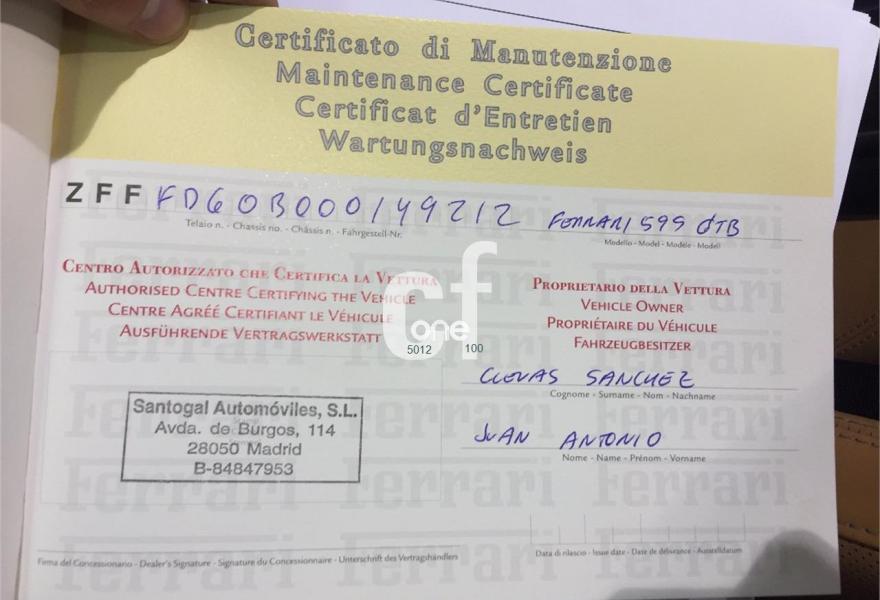 Certificato di Manutenzione
Maintenance Certificate
Certificat d'Entretien
Wartungsnachweis
ZFF FD60B000149212 FERRARI 599 GTB
Telaio n. - Chassis no. - Châssis n. - Fahrgestell-Nr.
Modello - Model - Modèle - Modell
CENTRO AUTORIZZATO CHE CERTIFICA LA VETTURA
AUTHORISED CENTRE CERTIFYING THE VEHICLE
CENTRE AGRÉÉ CERTIFIANT LE VÉHICULE
AUSFÜHRENDE VERTRAGSWERKSTATT
PROPRIETARIO DELLA VETTURA
VEHICLE OWNER
PROPRIÉTAIRE DU VÉHICULE
FAHRZEUGBESITZER
cf
one
5012 100
CUEVAS SANCHEZ
Cognome - Surname - Nom - Nachname
JUAN ANTONIO
Nome - Name - Prénom - Vorname
Santogal Automóviles, S.L.
Avda. de Burgos, 114
28050 Madrid
B-84847953
Firma del Concessionario - Dealer's Signature - Signature du Concessionnaire - Unterschrift des Vertragshändlers
Data di rilascio - Issue date - Date de délivrance - Ausstelldatum
Ferrari